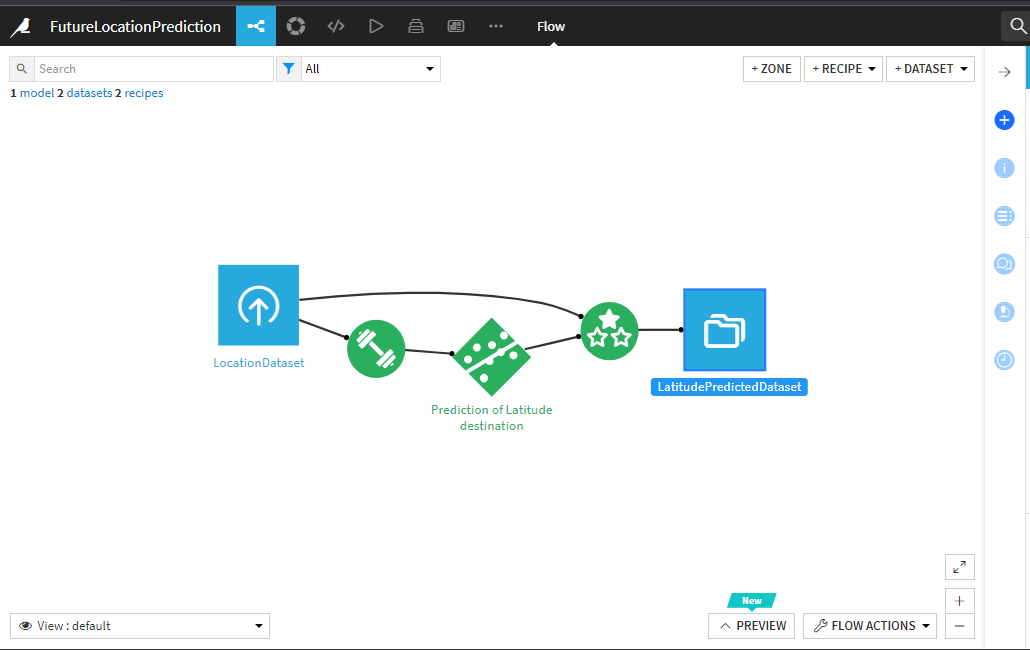 FutureLocationPrediction
Flow
Search
All
+ ZONE
+ RECIPE
+ DATASET
1 model 2 datasets 2 recipes
LocationDataset
LatitudePredictedDataset
Prediction of Latitude
destination
New
View : default
PREVIEW
FLOW ACTIONS